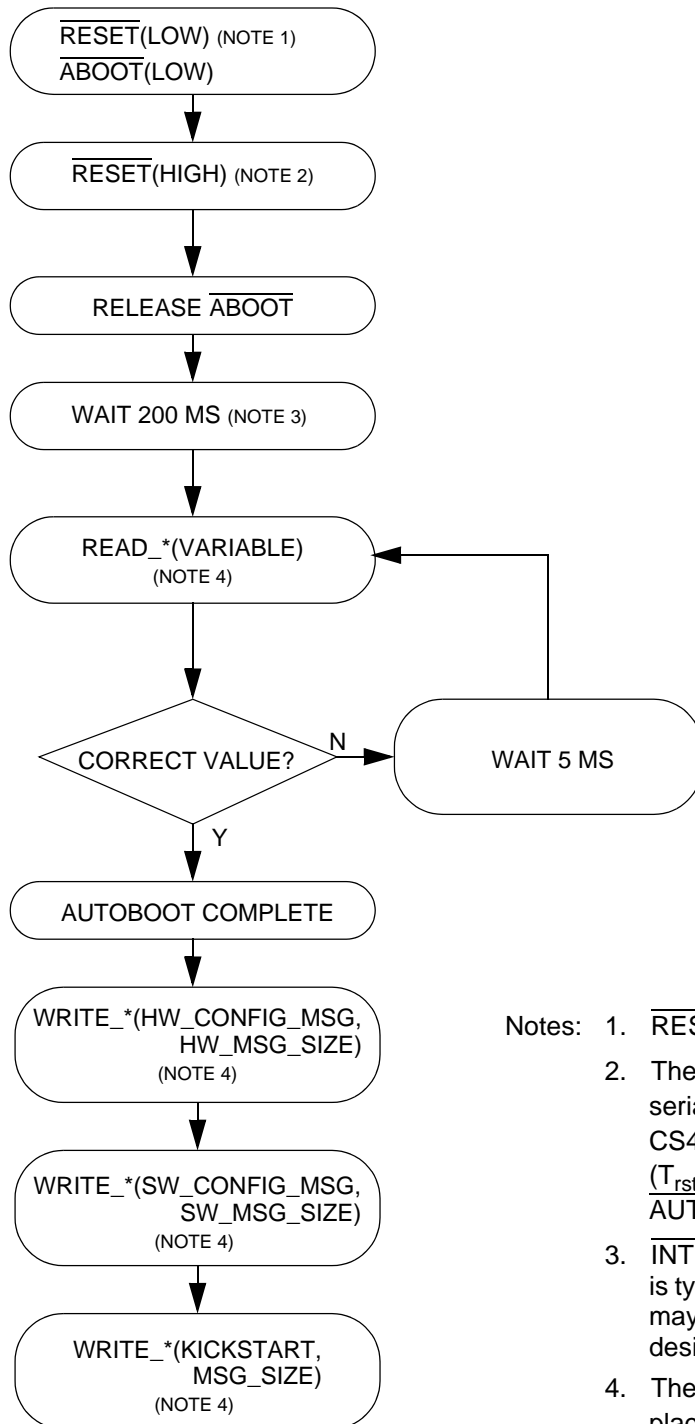 RESET(LOW) (NOTE 1)
ABOOT(LOW)
RESET(HIGH) (NOTE 2)
RELEASE ABOOT
WAIT 200 MS (NOTE 3)
READ_*(VARIABLE)
(NOTE 4)
CORRECT VALUE?
N
WAIT 5 MS
Y
AUTOBOOT COMPLETE
WRITE_*(HW_CONFIG_MSG,
HW_MSG_SIZE)
(NOTE 4)
WRITE_*(SW_CONFIG_MSG,
SW_MSG_SIZE)
(NOTE 4)
WRITE_*(KICKSTART,
MSG_SIZE)
(NOTE 4)
Notes: 1.
2. The
3. INT
is ty
may
desi
4. The